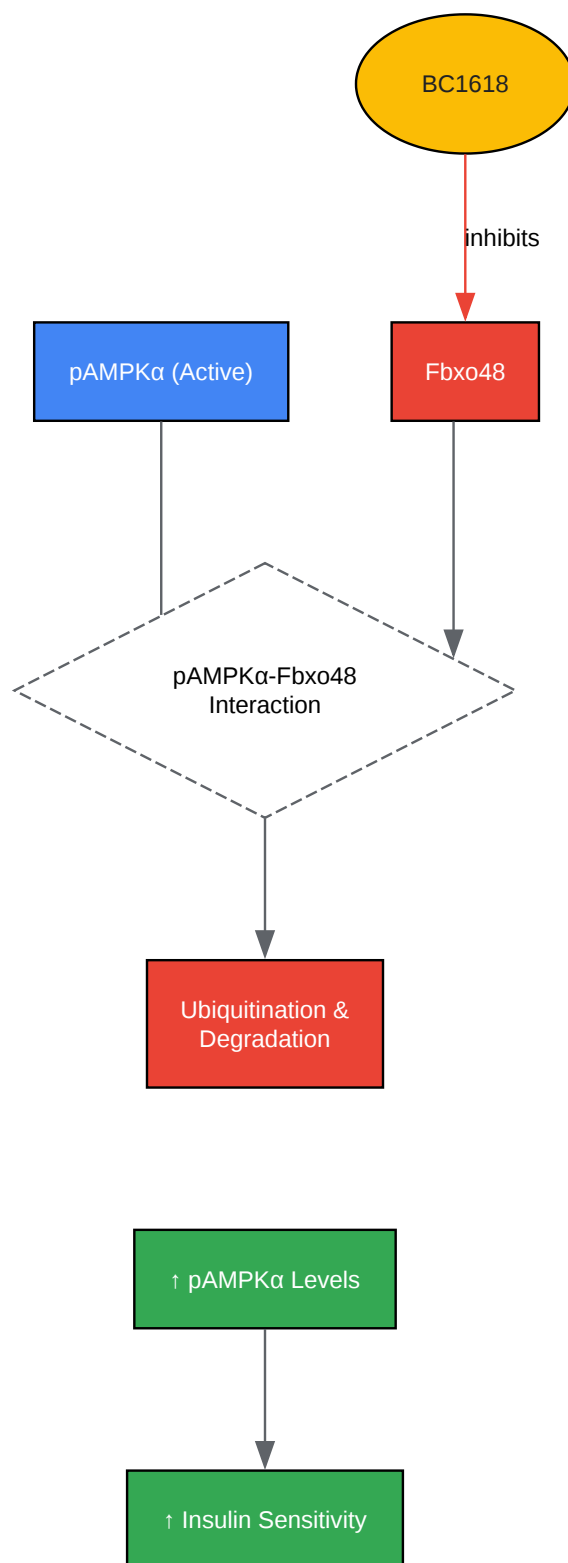 BC1618
inhibits
pAMPKα (Active)
Fbxo48
pAMPKα-Fbxo48
Interaction
Ubiquitination &
Degradation
↑ pAMPKα Levels
↑ Insulin Sensitivity